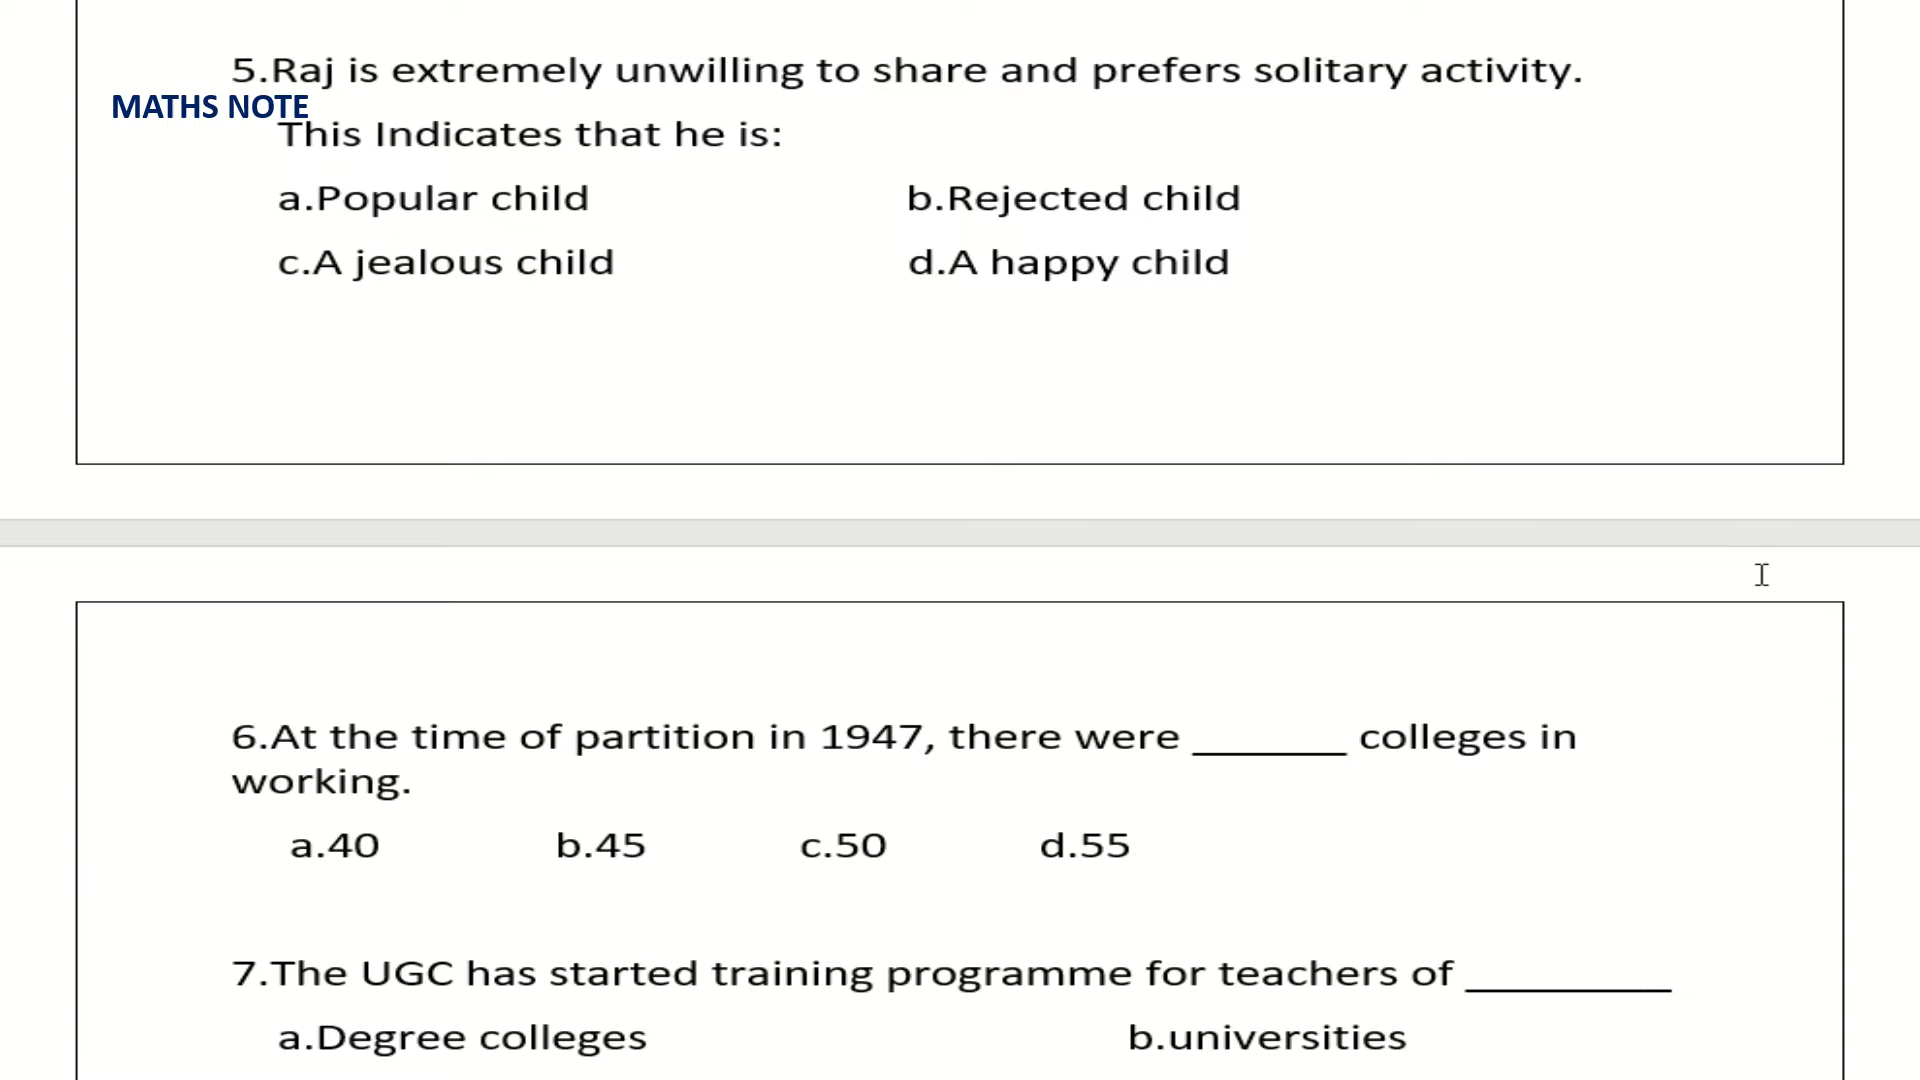 5.Raj is extremely unwilling to share and prefers solitary activity.
MATHS NOTE
This Indicates that he is:
a.Popular child b.Rejected child
c.A jealous child d.A happy child
6.At the time of partition in 1947, there were _______ colleges in
working.
a.40 b.45 c.50 d.55
7.The UGC has started training programme for teachers of _________
a.Degree colleges b.universities